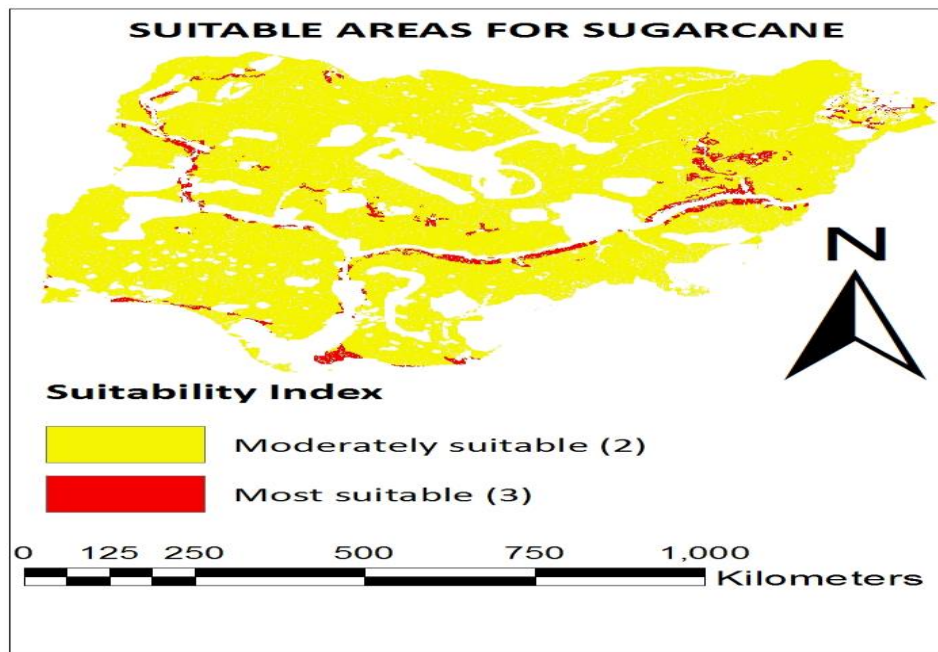 SUITABLE AREAS FOR SUGARCANE
N
Suitability Index
Moderately suitable (2)
Most suitable (3)
0 125 250 500 750 1,000
Kilometers